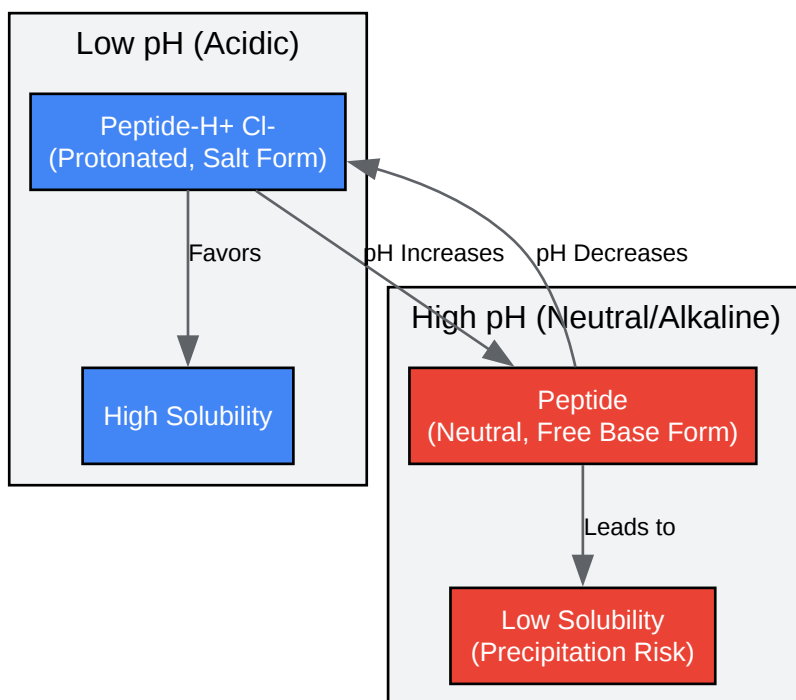 Low pH (Acidic)
Peptide-H+ Cl-
(Protonated, Salt Form)
Favors
pH Increases
pH Decreases
High Solubility
High pH (Neutral/Alkaline)
Peptide
(Neutral, Free Base Form)
Leads to
Low Solubility
(Precipitation Risk)